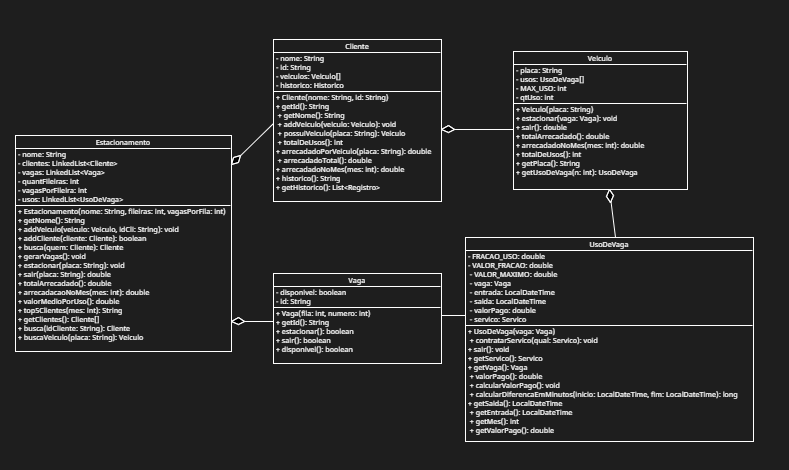 Cliente
- nome: String
- id: String
- veiculos: Veiculo[]
- historico: Historico
+ Cliente(nome: String, id: String)
+ getId(): String
+ getNome(): String
+ addVeiculo(veiculo: Veiculo): void
+ possuiVeiculo(placa: String): Veiculo
+ totalDeUsos(): int
+ arrecadadoPorVeiculo(placa: String): double
+ arrecadadoTotal(): double
+ arrecadadoNoMes(mes: int): double
+ historico(): String
+ getHistorico(): List<Registro>
Veiculo
- placa: String
- usos: UsoDeVaga[]
- MAX_USO: int
- qtUso: int
+ Veiculo(placa: String)
+ estacionar(vaga: Vaga): void
+ sair(): double
+ totalArrecadado(): double
+ arrecadadoNoMes(mes: int): double
+ totalDeUsos(): int
+ getPlaca(): String
+ getUsoDeVaga(n: int): UsoDeVaga
Estacionamento
- nome: String
- clientes: LinkedList<Cliente>
- vagas: LinkedList<Vaga>
- quantFileiras: int
- vagasPorFileira: int
- usos: LinkedList<UsoDeVaga>
+ Estacionamento(nome: String, fileiras: int, vagasPorFila: int)
+ getNome(): String
+ addVeiculo(veiculo: Veiculo, idCli: String): void
+ addCliente(cliente: Cliente): boolean
+ busca(quem: Cliente): Cliente
+ gerarVagas(): void
+ estacionar(placa: String): void
+ sair(placa: String): double
+ totalArrecadado(): double
+ arrecadacaoNoMes(mes: int): double
+ valorMedioPorUso(): double
+ top5Clientes(mes: int): String
+ getClientes(): Cliente[]
+ busca(idCliente: String): Cliente
+ buscaVeiculo(placa: String): Veiculo
Vaga
- disponivel: boolean
- id: String
+ Vaga(fila: int, numero: int)
+ getId(): String
+ estacionar(): boolean
+ sair(): boolean
+ disponivel(): boolean
UsoDeVaga
- FRACAO_USO: double
- VALOR_FRACAO: double
- VALOR_MAXIMO: double
- vaga: Vaga
- entrada: LocalDateTime
- saida: LocalDateTime
- valorPago: double
- servico: Servico
+ UsoDeVaga(vaga: Vaga)
+ contratarServico(qual: Servico): void
+ sair(): void
+ getServico(): Servico
+ getVaga(): Vaga
+ valorPago(): double
+ calcularValorPago(): void
+ calcularDiferencaEmMinutos(inicio: LocalDateTime, fim: LocalDateTime): long
+ getSaida(): LocalDateTime
+ getEntrada(): LocalDateTime
+ getMes(): int
+ getValorPago(): double